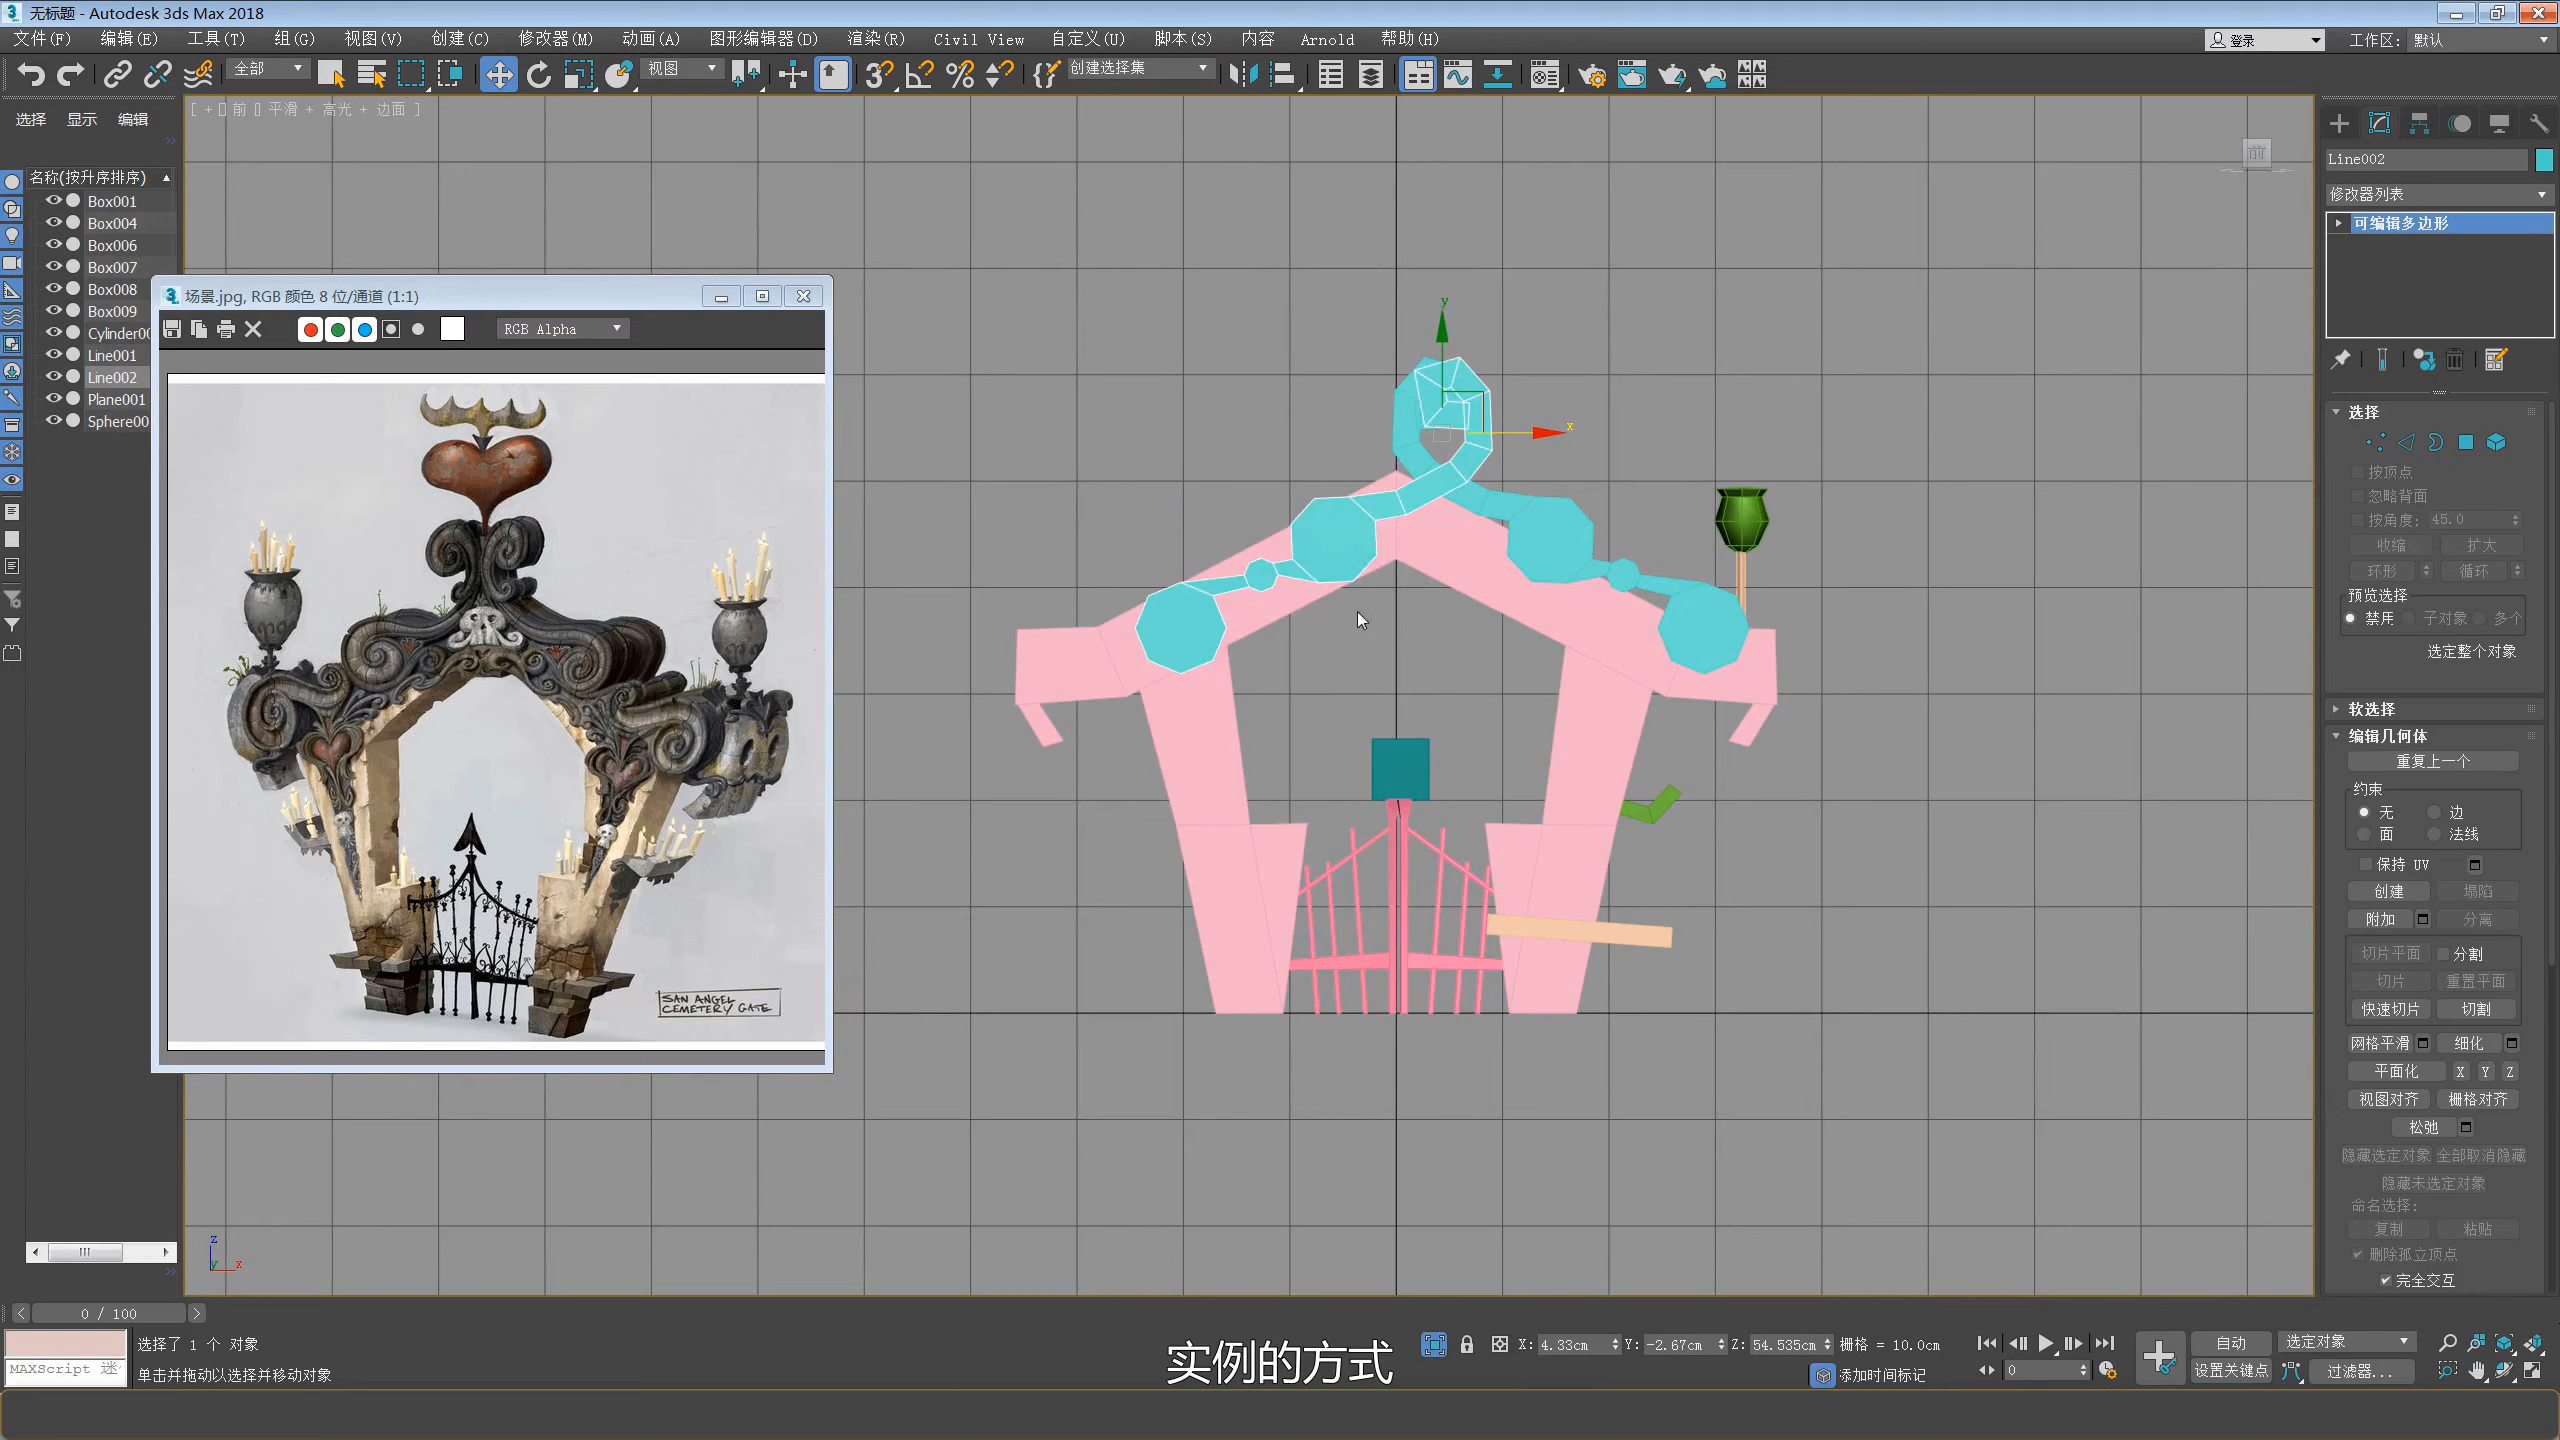 无标题 - Autodesk 3ds Max 2018
文件(F) 编辑(E) 工具(T) 组(G) 视图(V) 创建(C) 修改器(M) 动画(A) 图形编辑器(D) 渲染(R) Civil View 自定义(U) 脚本(S) 内容 Arnold 帮助(H)
登录 工作区: 默认
全部 视图 创建选择集
选择 显示 编辑
[ + ] 前 [] 平滑 + 高光 + 边面 ]
前
名称(按升序排序)
Box001
Box004
Box006
Box007
Box008
Box009
Cylinder00
Line001
Line002
Plane001
Sphere00
场景.jpg, RGB 颜色 8 位/通道 (1:1)
RGB Alpha
SAN ANGEL
CEMETERY GATE
y
x
z
x
y
Line002
修改器列表
可编辑多边形
选择
按顶点
忽略背面
按角度: 45.0
收缩 扩大
环形 循环
预览选择
禁用 子对象 多个
选定整个对象
软选择
编辑几何体
重复上一个
约束
无 边
面 法线
保持 UV
创建 塌陷
附加 分离
切片平面 分割
切片 重置平面
快速切片 切割
网格平滑 细化
平面化 X Y Z
视图对齐 栅格对齐
松弛
隐藏选定对象 全部取消隐藏
隐藏未选定对象
命名选择:
复制 粘贴
删除孤立顶点
完全交互
0 / 100
选择了 1 个 对象
MAXScript 迷
单击并拖动以选择并移动对象
实例的方式
X: 4.33cm Y: -2.67cm Z: 54.535cm 栅格 = 10.0cm
添加时间标记
0
自动 选定对象
设置关键点 过滤器...